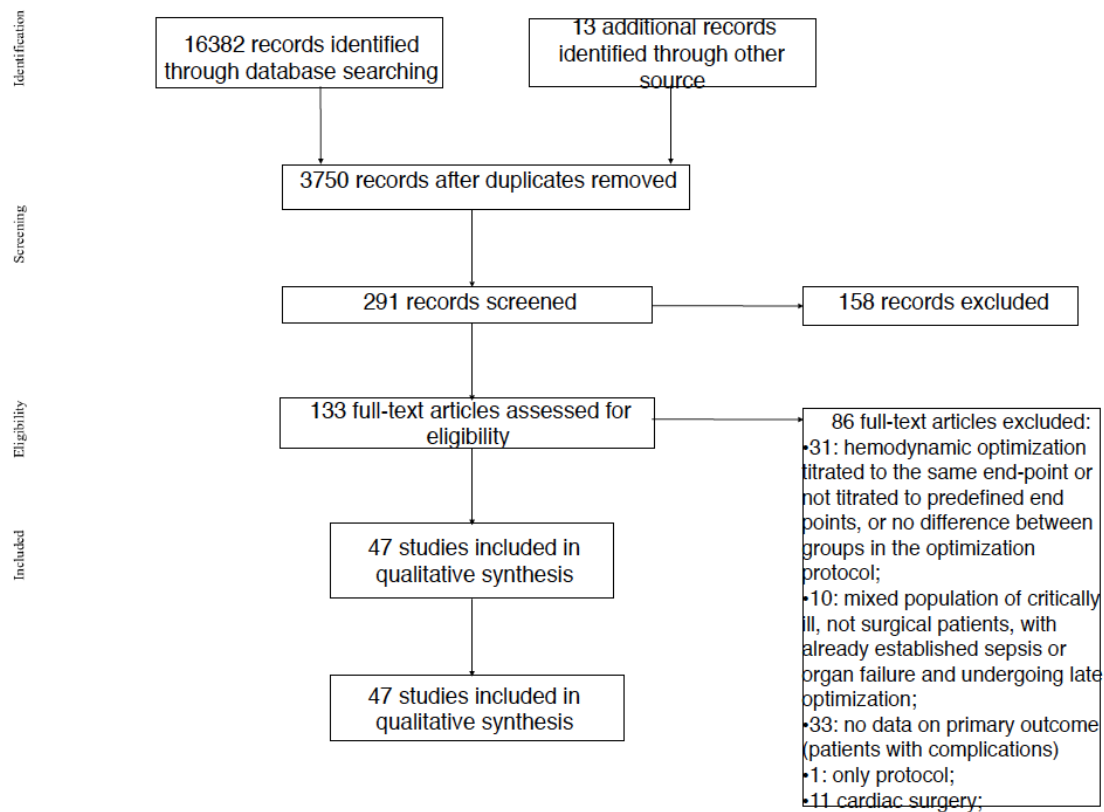 Identification
16382 records identified
through database searching
13 additional records
identified through other
source
Screening
3750 records after duplicates removed
291 records screened
158 records excluded
Eligibility
133 full-text articles assessed for
eligibility
86 full-text articles excluded:
•31: hemodynamic optimization
titrated to the same end-point or
not titrated to predefined end
points, or no difference between
groups in the optimization
protocol;
•10: mixed population of critically
ill, not surgical patients, with
already established sepsis or
organ failure and undergoing late
optimization;
•33: no data on primary outcome
(patients with complications)
•1: only protocol;
•11 cardiac surgery;
Included
47 studies included in
qualitative synthesis
47 studies included in
qualitative synthesis